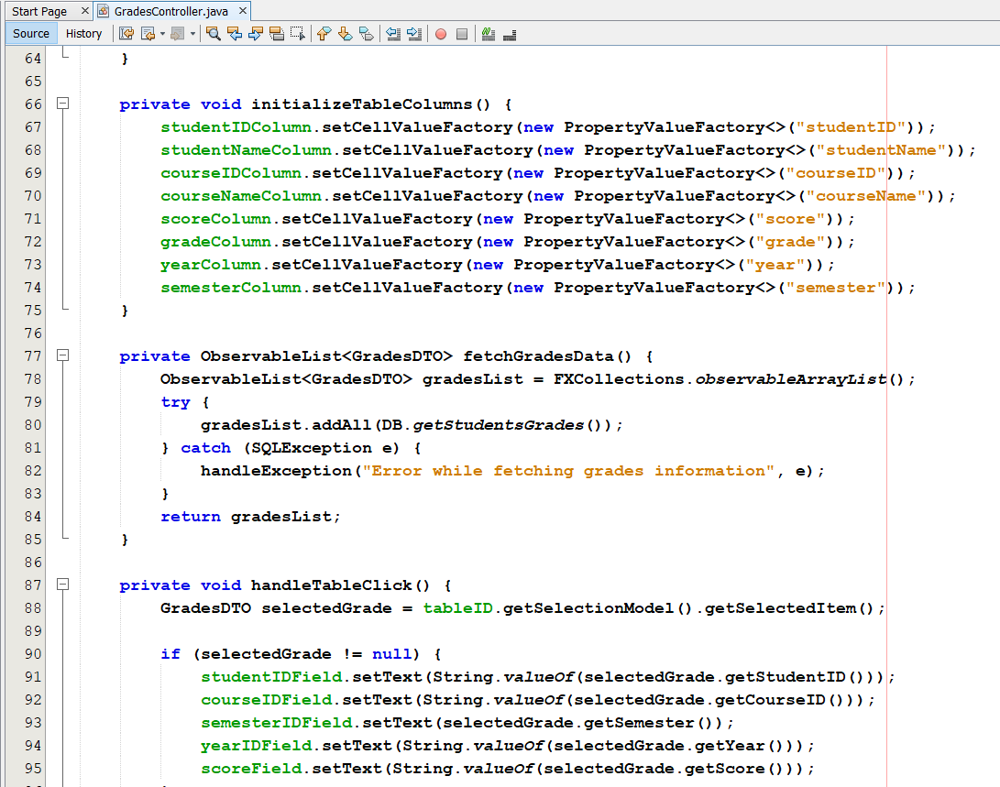 Start Page × GradesController.java ×
Source History
64 }
65
66 private void initializeTableColumns() {
67 studentIDColumn.setCellValueFactory(new PropertyValueFactory<>("studentID"));
68 studentNameColumn.setCellValueFactory(new PropertyValueFactory<>("studentName"));
69 courseIDColumn.setCellValueFactory(new PropertyValueFactory<>("courseID"));
70 courseNameColumn.setCellValueFactory(new PropertyValueFactory<>("courseName"));
71 scoreColumn.setCellValueFactory(new PropertyValueFactory<>("score"));
72 gradeColumn.setCellValueFactory(new PropertyValueFactory<>("grade"));
73 yearColumn.setCellValueFactory(new PropertyValueFactory<>("year"));
74 semesterColumn.setCellValueFactory(new PropertyValueFactory<>("semester"));
75 }
76
77 private ObservableList<GradesDTO> fetchGradesData() {
78 ObservableList<GradesDTO> gradesList = FXCollections.observableArrayList();
79 try {
80 gradesList.addAll(DB.getStudentsGrades());
81 } catch (SQLException e) {
82 handleException("Error while fetching grades information", e);
83 }
84 return gradesList;
85 }
86
87 private void handleTableClick() {
88 GradesDTO selectedGrade = tableID.getSelectionModel().getSelectedItem();
89
90 if (selectedGrade != null) {
91 studentIDField.setText(String.valueOf(selectedGrade.getStudentID()));
92 courseIDField.setText(String.valueOf(selectedGrade.getCourseID()));
93 semesterIDField.setText(selectedGrade.getSemester());
94 yearIDField.setText(String.valueOf(selectedGrade.getYear()));
95 scoreField.setText(String.valueOf(selectedGrade.getScore()));